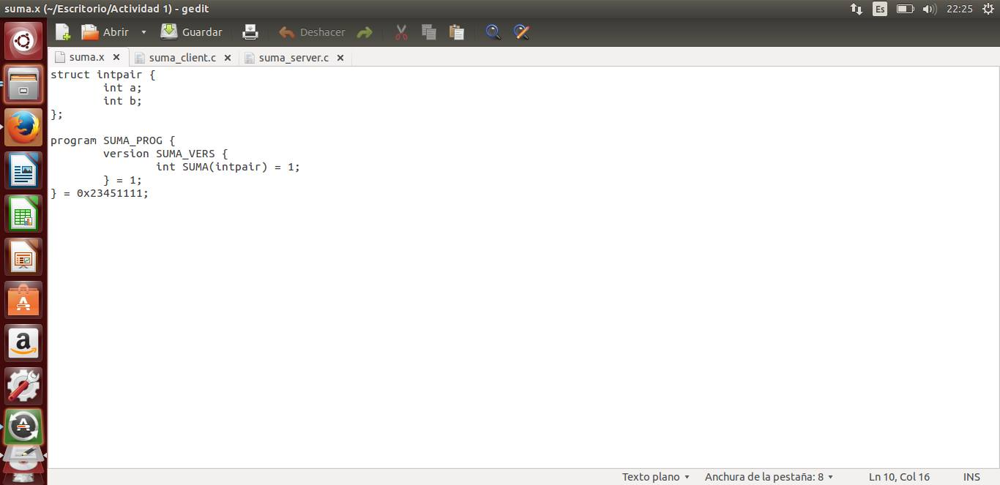 suma.x (~/Escritorio/Actividad 1) - gedit
Es
22:25
Abrir
Guardar
Deshacer
suma.x
suma_client.c
suma_server.c
struct intpair {
        int a;
        int b;
};
program SUMA_PROG {
        version SUMA_VERS {
                int SUMA(intpair) = 1;
        } = 1;
} = 0x23451111;
a
Texto plano
Anchura de la pestaña: 8
Ln 10, Col 16
INS